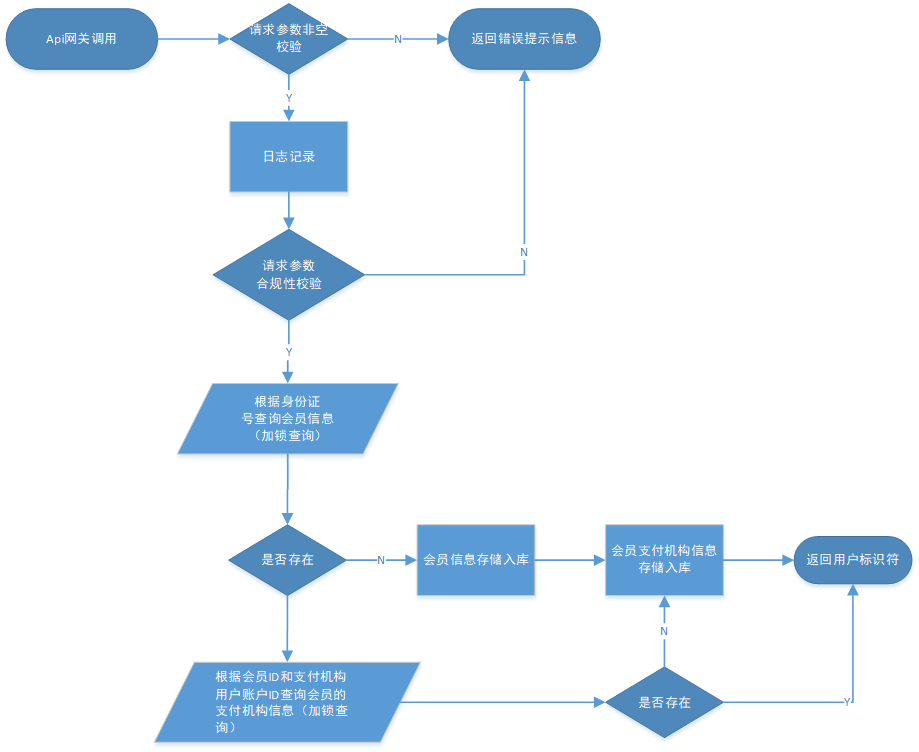 Api网关调用
请求参数非空
校验
N
返回错误提示信息
Y
日志记录
N
请求参数
合规性校验
Y
根据身份证
号查询会员信息
（加锁查询）
是否存在
N
会员信息存储入库
会员支付机构信息
存储入库
返回用户标识符
N
根据会员ID和支付机构
用户账户ID查询会员的
支付机构信息（加锁查
询）
是否存在
Y